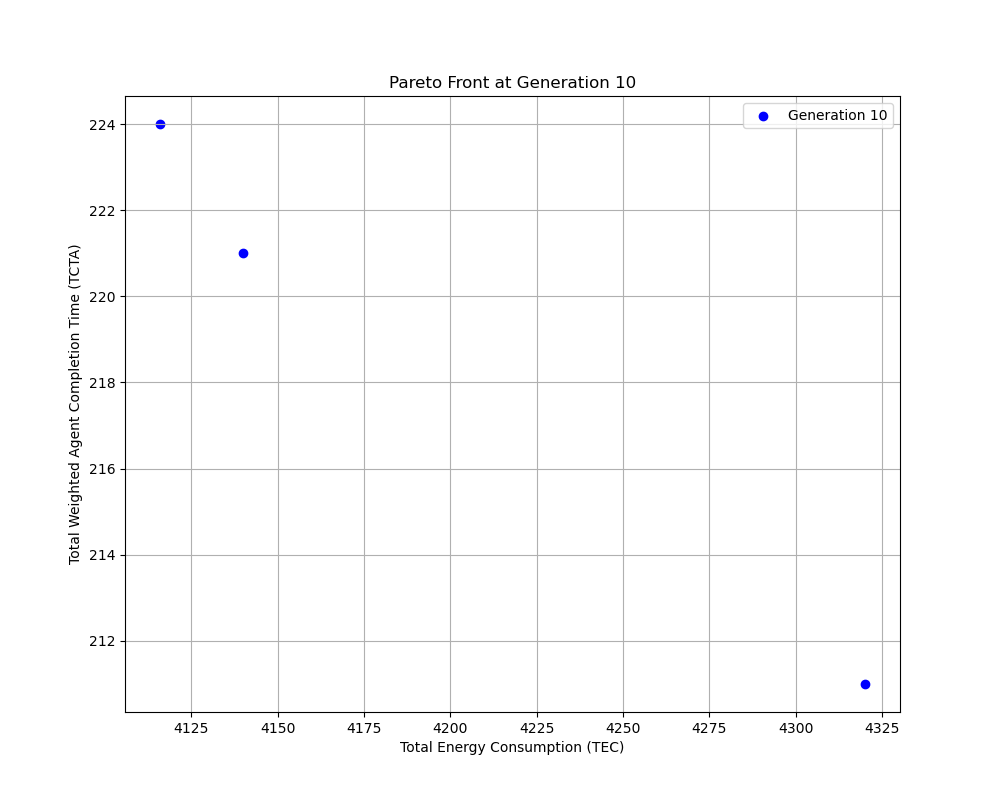 Pareto Front at Generation 10
Generation 10
Total Weighted Agent Completion Time (TCTA)
224
222
220
218
216
214
212
4125 4150 4175 4200 4225 4250 4275 4300 4325
Total Energy Consumption (TEC)